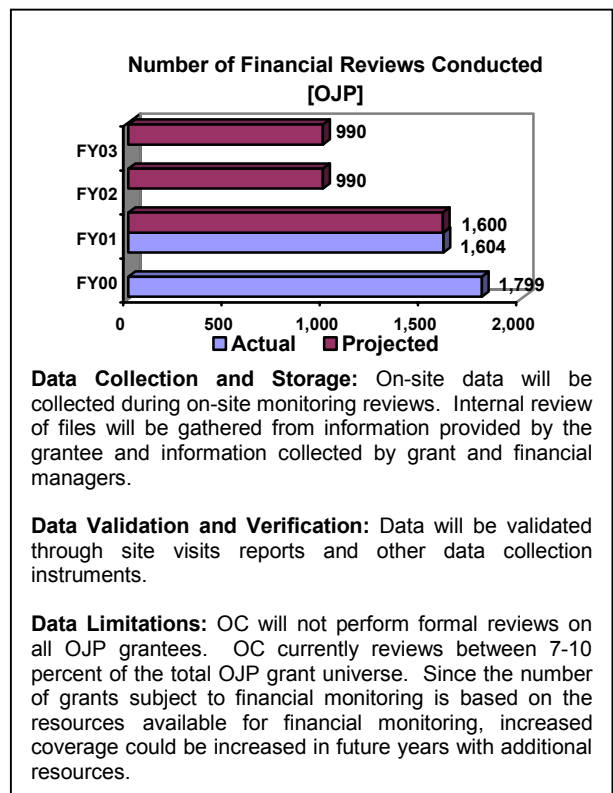 Number of Financial Reviews Conducted
[OJP]
FY03
990
FY02
990
FY01
1,600
1,604
FY00
1,799
0 500 1,000 1,500 2,000
Actual Projected
Data Collection and Storage: On-site data will be
collected during on-site monitoring reviews. Internal review
of files will be gathered from information provided by the
grantee and information collected by grant and financial
managers.
Data Validation and Verification: Data will be validated
through site visits reports and other data collection
instruments.
Data Limitations: OC will not perform formal reviews on
all OJP grantees. OC currently reviews between 7-10
percent of the total OJP grant universe. Since the number
of grants subject to financial monitoring is based on the
resources available for financial monitoring, increased
coverage could be increased in future years with additional
resources.